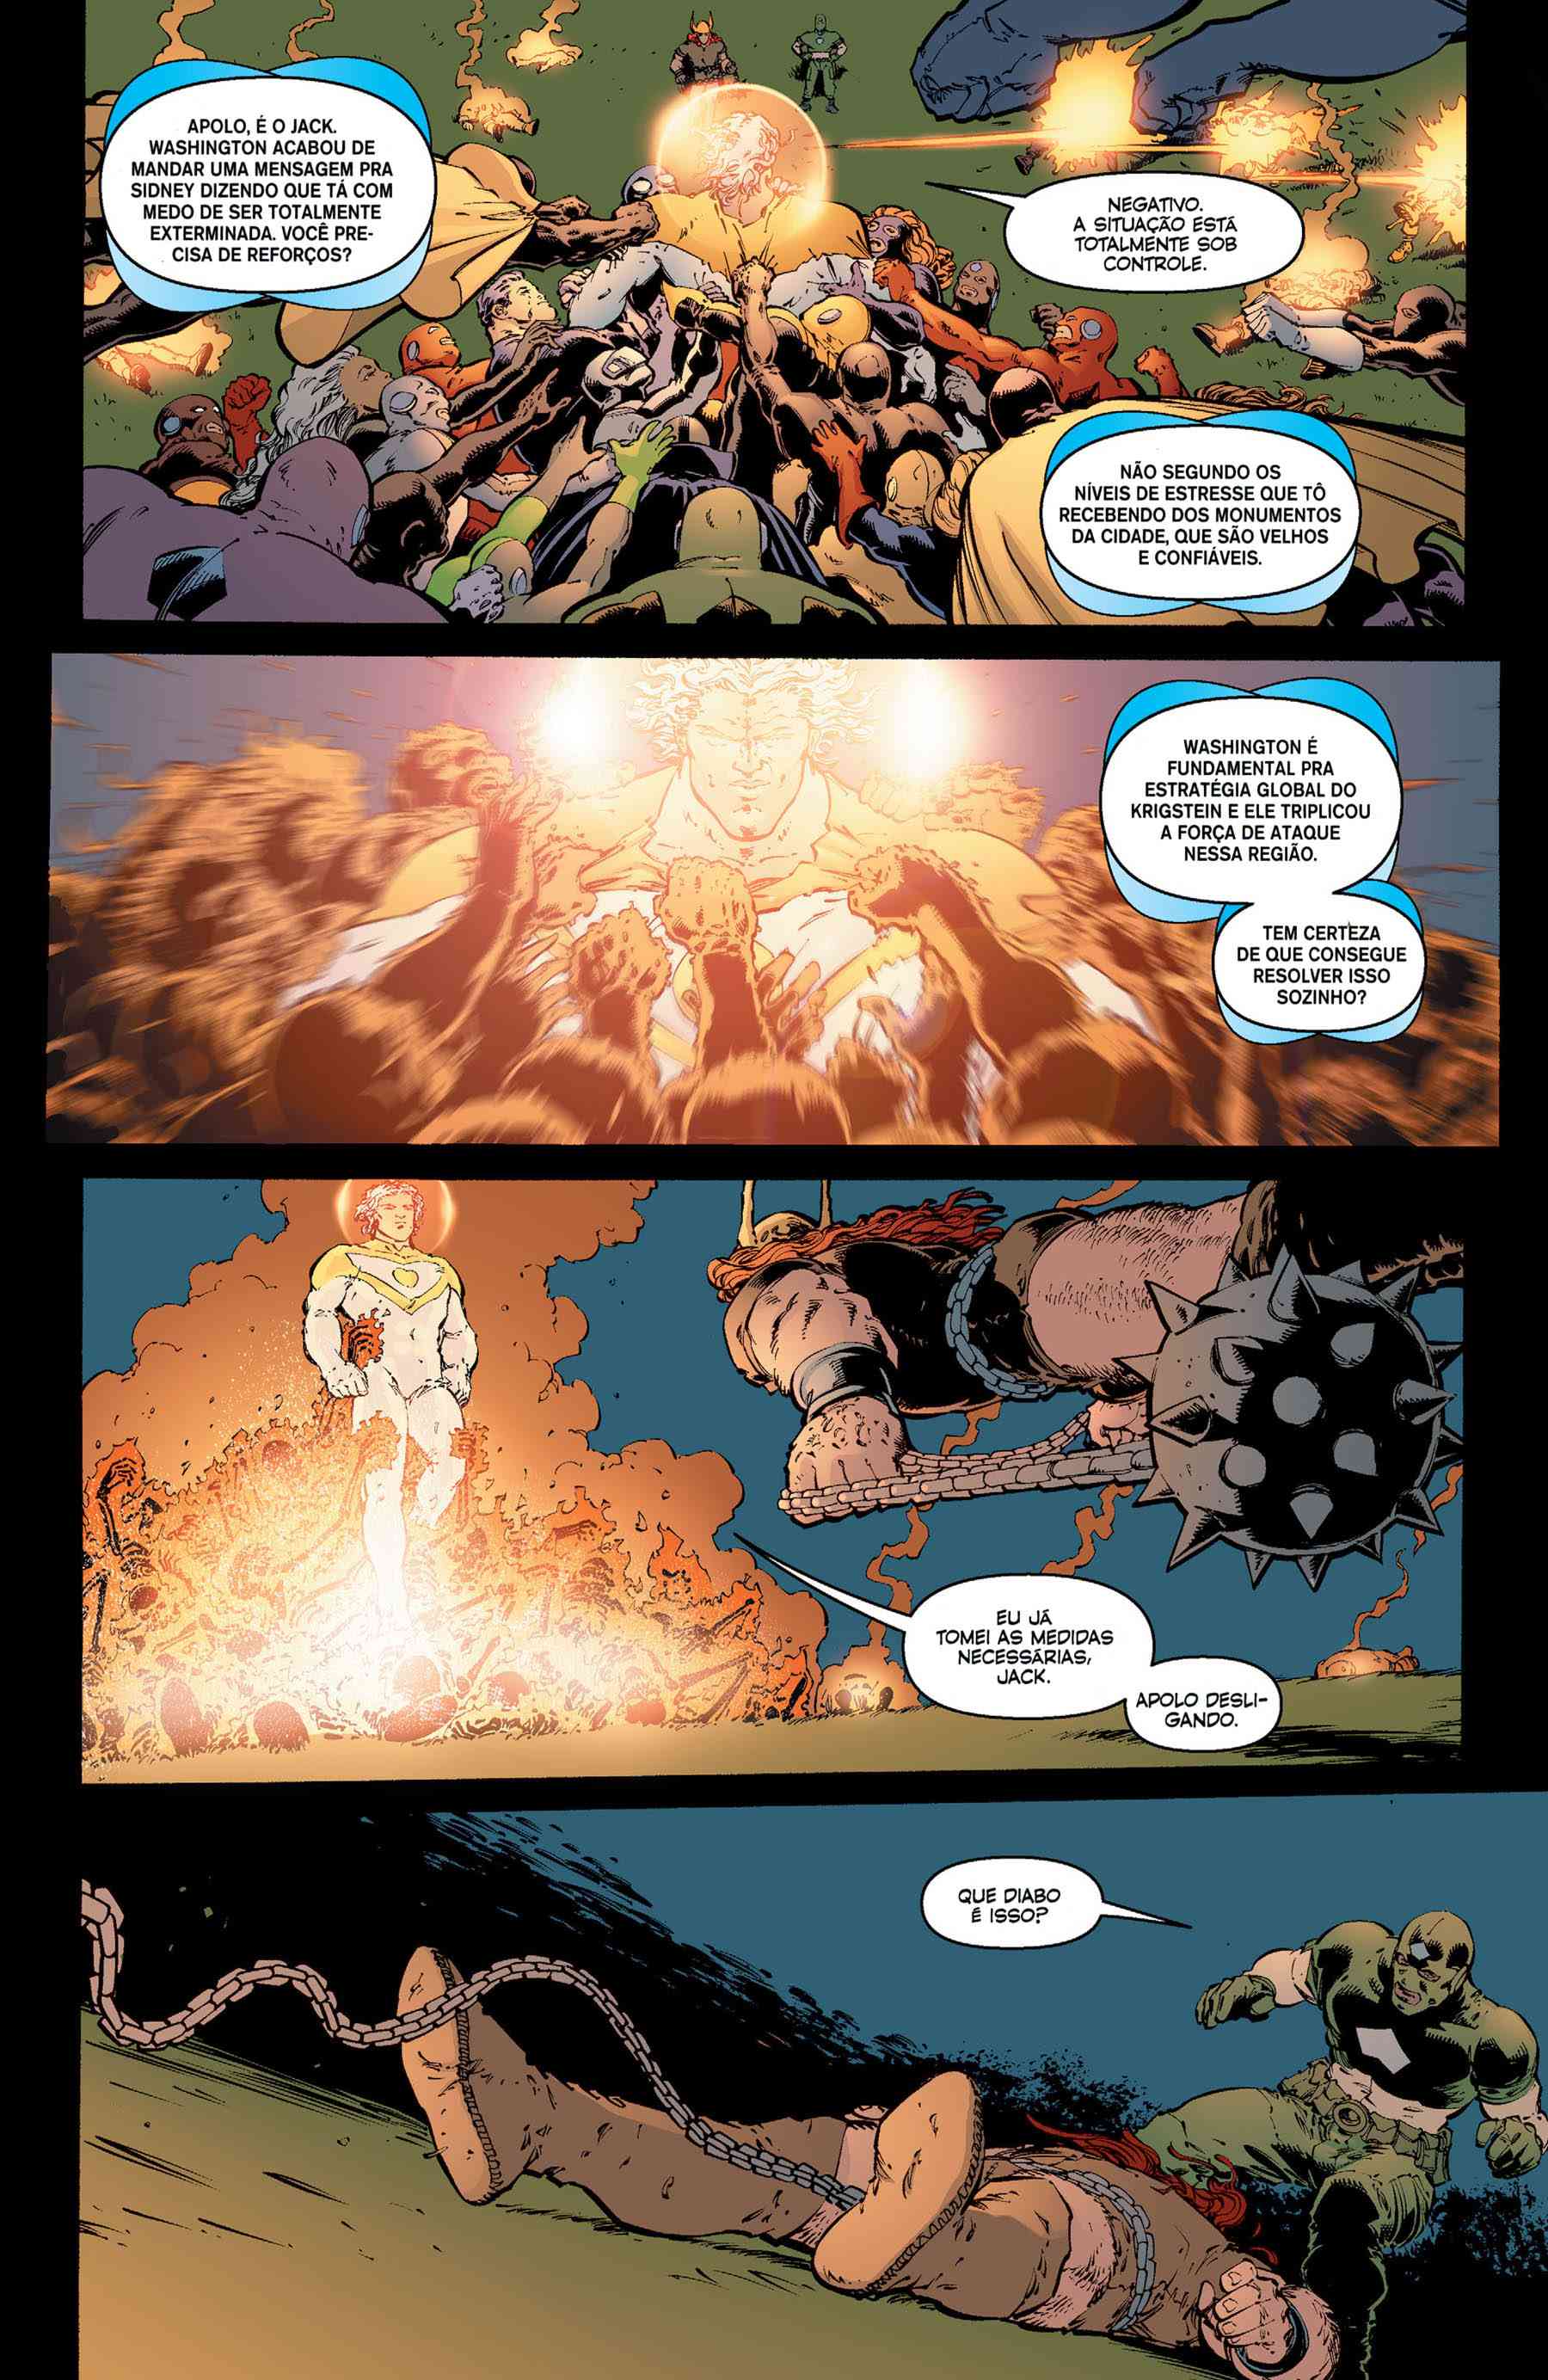 APOLO, É O JACK.
WASHINGTON ACABOU DE
MANDAR UMA MENSAGEM PRA
SIDNEY DIZENDO QUE TÁ COM
MEDO DE SER TOTALMENTE
EXTERMINADA. VOCÊ PRE-
CISA DE REFORÇOS?
NEGATIVO.
A SITUAÇÃO ESTÁ
TOTALMENTE SOB
CONTROLE.
NÃO SEGUNDO OS
NÍVEIS DE ESTRESSE QUE TÔ
RECEBENDO DOS MONUMENTOS
DA CIDADE, QUE SÃO VELHOS
E CONFIÁVEIS.
WASHINGTON É
FUNDAMENTAL PRA
ESTRATÉGIA GLOBAL DO
KRIGSTEIN E ELE TRIPLICOU
A FORÇA DE ATAQUE
NESSA REGIÃO.
TEM CERTEZA
DE QUE CONSEGUE
RESOLVER ISSO
SOZINHO?
EU JÁ
TOMEI AS MEDIDAS
NECESSÁRIAS,
JACK.
APOLO DESLI-
GANDO.
QUE DIABO
É ISSO?